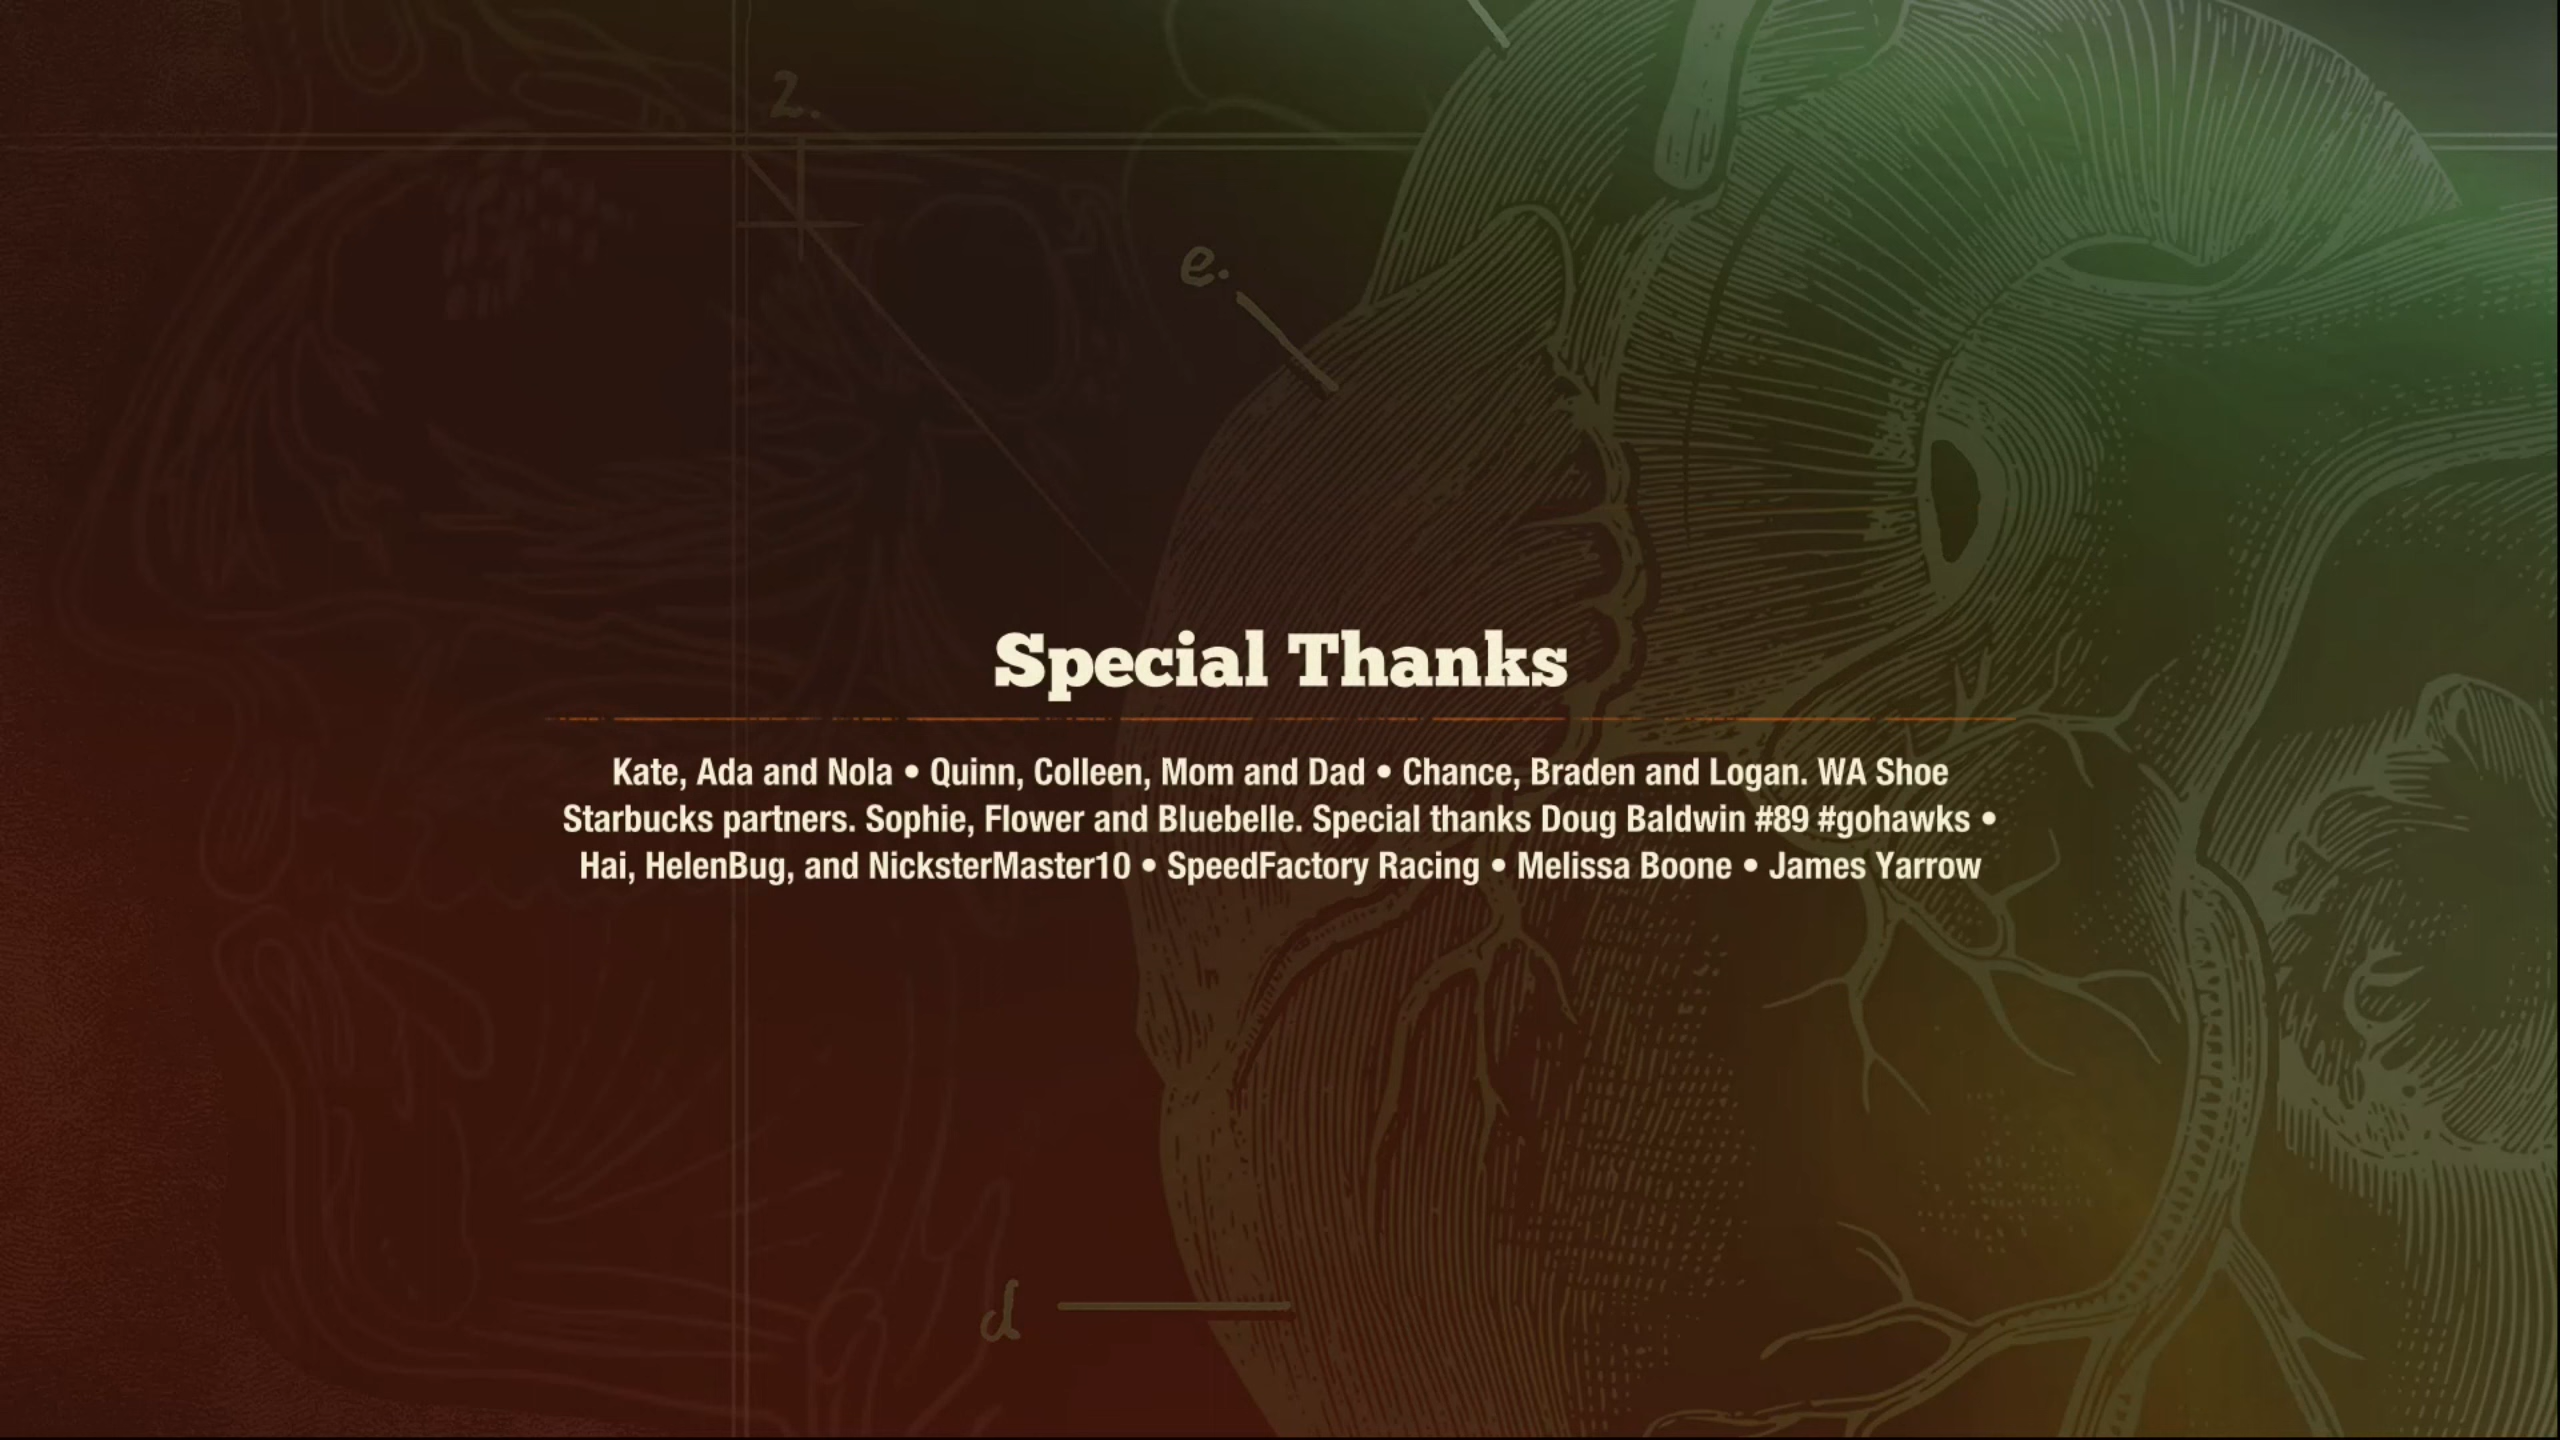 2.
e.
Special Thanks
Kate, Ada and Nola • Quinn, Colleen, Mom and Dad • Chance, Braden and Logan. WA Shoe
Starbucks partners. Sophie, Flower and Bluebelle. Special thanks Doug Baldwin #89 #gohawks •
Hai, HelenBug, and NicksterMaster10 • SpeedFactory Racing • Melissa Boone • James Yarrow
d